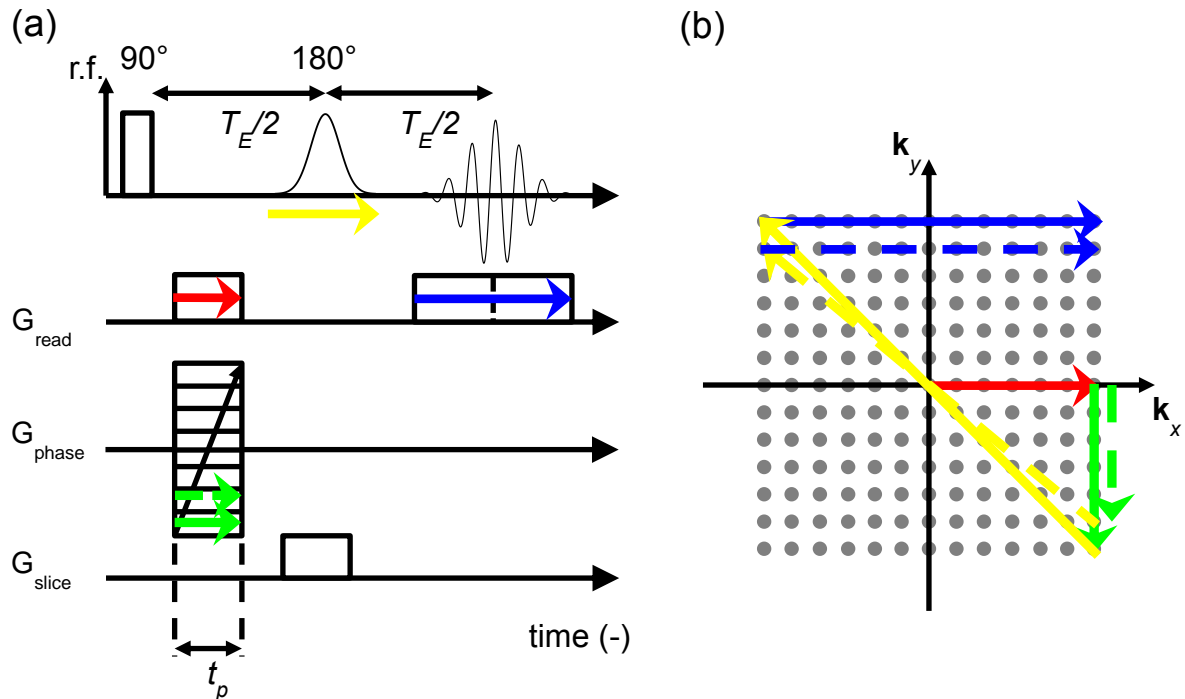 (a)
(b)
90°
180°
r.f.
T_E/2
T_E/2
k_y
G_read
k_x
G_phase
G_slice
time (-)
t_p